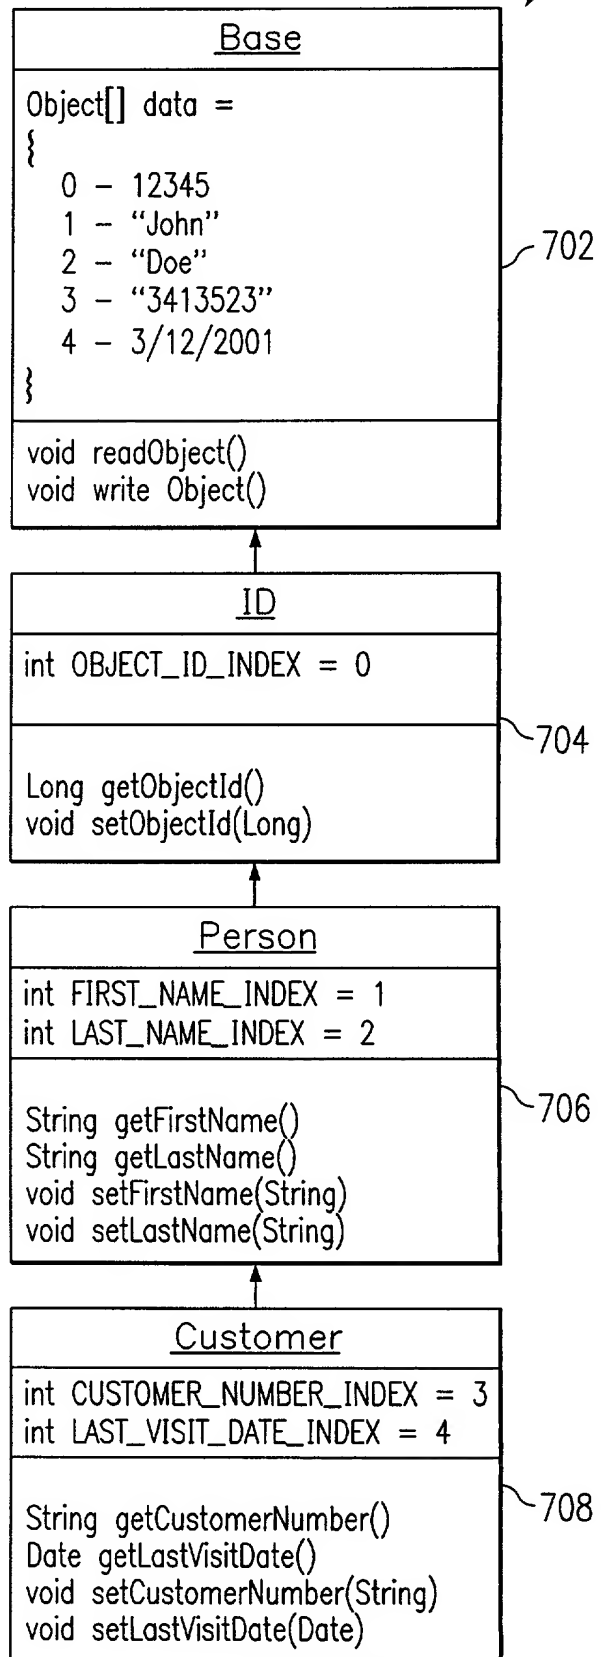 Base
Object[] data =
{
0 – 12345
1 – “John”
2 – “Doe”
3 – “3413523”
4 – 3/12/2001
}
702
void readObject()
void write Object()
ID
int OBJECT_ID_INDEX = 0
704
Long getObjectId()
void setObjectId(Long)
Person
int FIRST_NAME_INDEX = 1
int LAST_NAME_INDEX = 2
706
String getFirstName()
String getLastName()
void setFirstName(String)
void setLastName(String)
Customer
int CUSTOMER_NUMBER_INDEX = 3
int LAST_VISIT_DATE_INDEX = 4
708
String getCustomerNumber()
Date getLastVisitDate()
void setCustomerNumber(String)
void setLastVisitDate(Date)